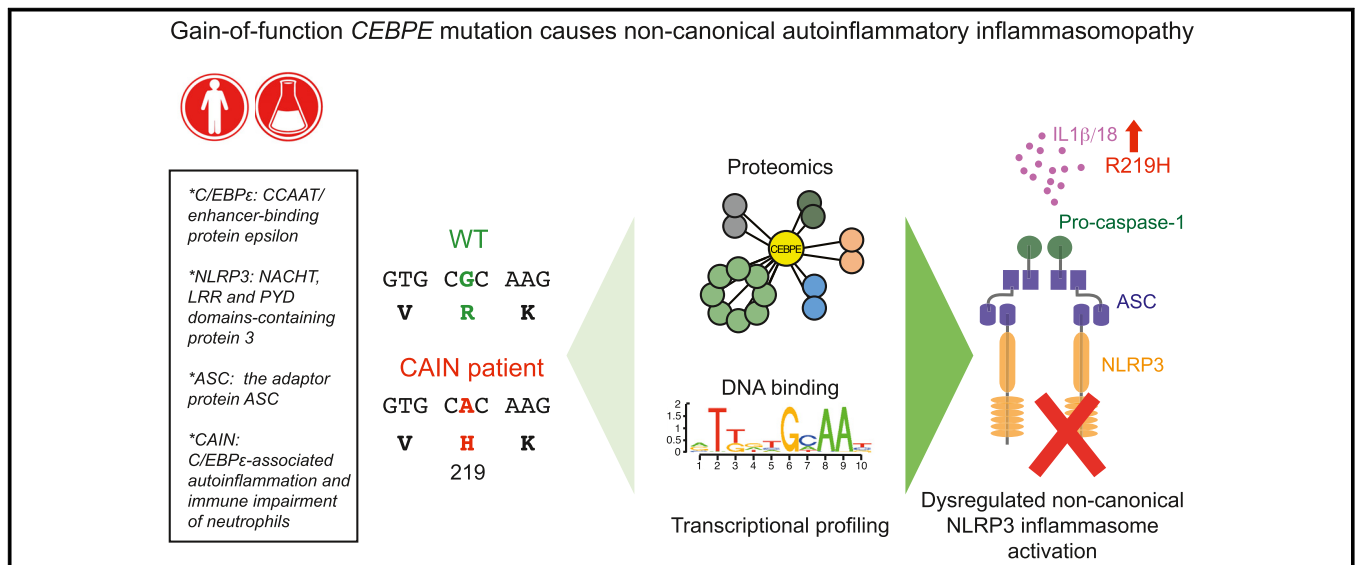 Gain-of-function CEBPE mutation causes non-canonical autoinflammatory inflammasomopathy
*C/EBPε: CCAAT/
enhancer-binding
protein epsilon
*NLRP3: NACHT,
LRR and PYD
domains-containing
protein 3
*ASC: the adaptor
protein ASC
*CAIN:
C/EBPε-associated
autoinflammation and
immune impairment
of neutrophils
WT
GTG CGC AAG
V R K
CAIN patient
GTG CAC AAG
V H K
219
Proteomics
CEBPE
DNA binding
2
1.5
1
0.5
0
T
T
G
C
A
A
1 2 3 4 5 6 7 8 9 10
Transcriptional profiling
IL1β/18
R219H
Pro-caspase-1
ASC
NLRP3
Dysregulated non-canonical
NLRP3 inflammasome
activation